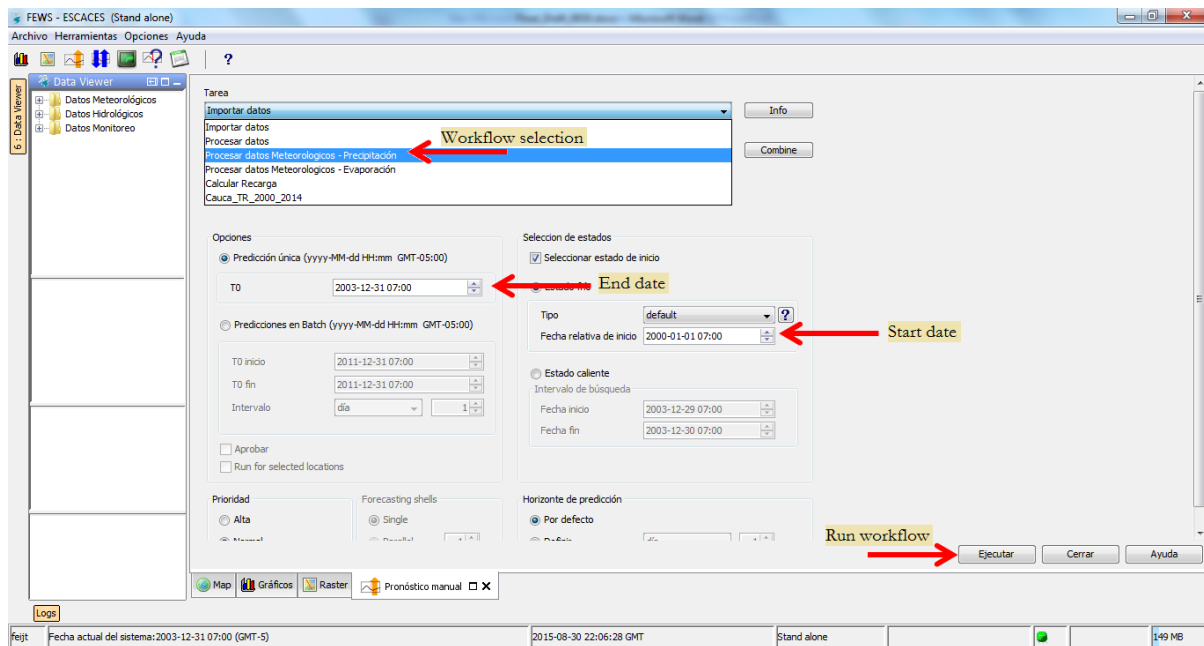 FEWS - ESCACES (Stand alone)
Archivo Herramientas Opciones Ayuda
?
6 : Data Viewer
Data Viewer
Datos Meteorológicos
Datos Hidrológicos
Datos Monitoreo
Tarea
Importar datos
Info
Importar datos
Procesar datos
Workflow selection
Procesar datos Meteorologicos - Precipitación
Combine
Procesar datos Meteorologicos - Evaporación
Calcular Recarga
Cauca_TR_2000_2014
Opciones
Predicción única (yyyy-MM-dd HH:mm GMT-05:00)
T0 2003-12-31 07:00
End date
Predicciones en Batch (yyyy-MM-dd HH:mm GMT-05:00)
T0 inicio 2011-12-31 07:00
T0 fin 2011-12-31 07:00
Intervalo día 1
Aprobar
Run for selected locations
Seleccion de estados
Seleccionar estado de inicio
Tipo default ?
Fecha relativa de inicio 2000-01-01 07:00
Start date
Estado caliente
Intervalo de búsqueda
Fecha inicio 2003-12-29 07:00
Fecha fin 2003-12-30 07:00
Prioridad
Alta
Forecasting shells
Single
1
Horizonte de predicción
Por defecto
Run workflow
Ejecutar Cerrar Ayuda
Map Gráficos Raster Pronóstico manual
Logs
feijt Fecha actual del sistema:2003-12-31 07:00 (GMT-5) 2015-08-30 22:06:28 GMT Stand alone 149 MB